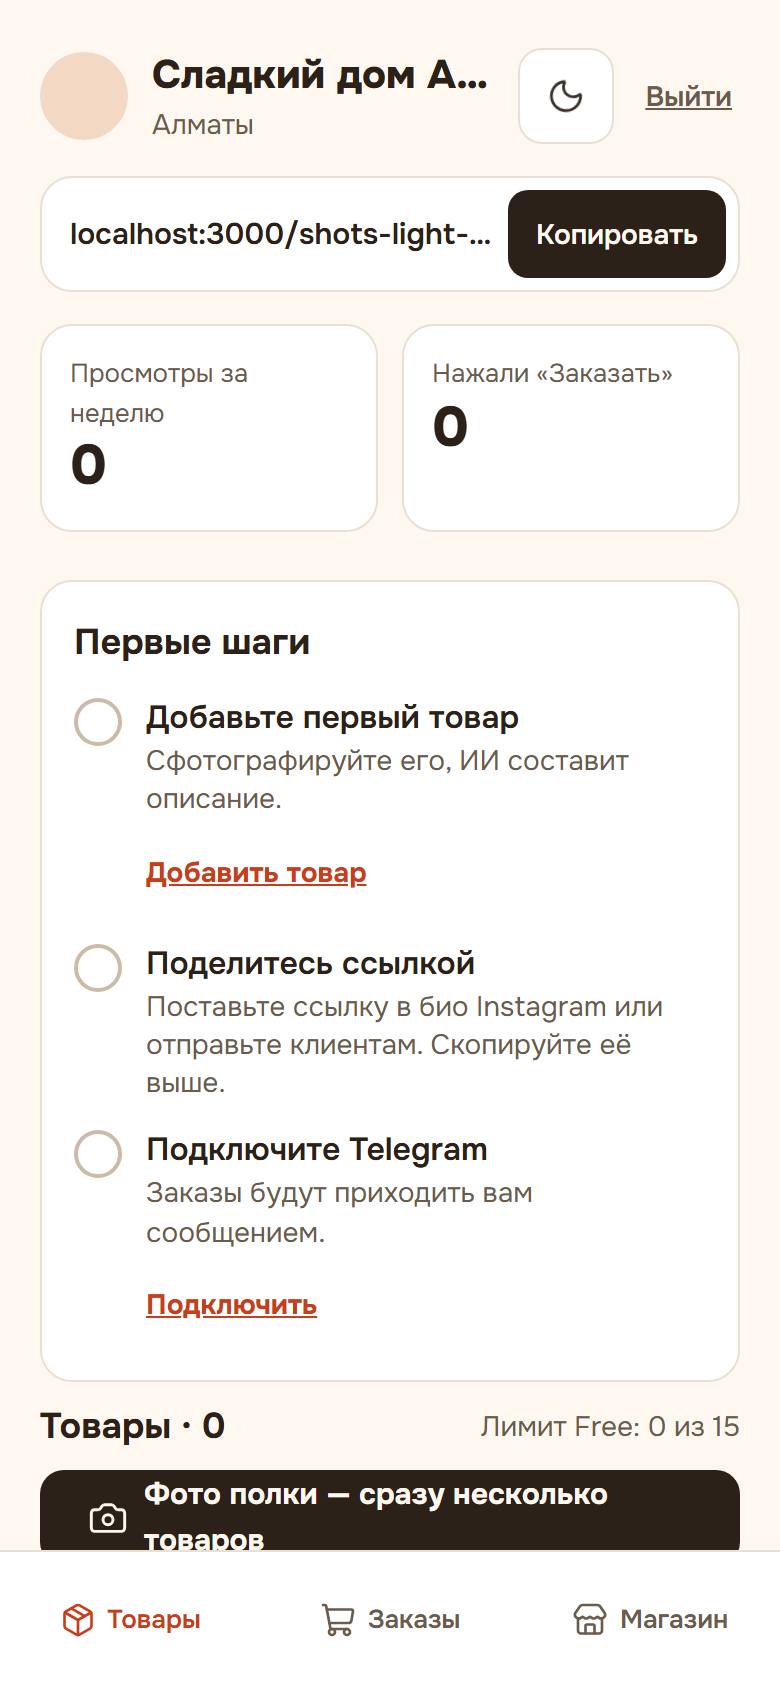 Сладкий дом А...
Алматы
Выйти
localhost:3000/shots-light-...
Копировать
Просмотры за
неделю
0
Нажали «Заказать»
0
Первые шаги
Добавьте первый товар
Сфотографируйте его, ИИ составит
описание.
Добавить товар
Поделитесь ссылкой
Поставьте ссылку в био Instagram или
отправьте клиентам. Скопируйте её
выше.
Подключите Telegram
Заказы будут приходить вам
сообщением.
Подключить
Товары · 0
Лимит Free: 0 из 15
Фото полки — сразу несколько
товаров
Товары
Заказы
Магазин